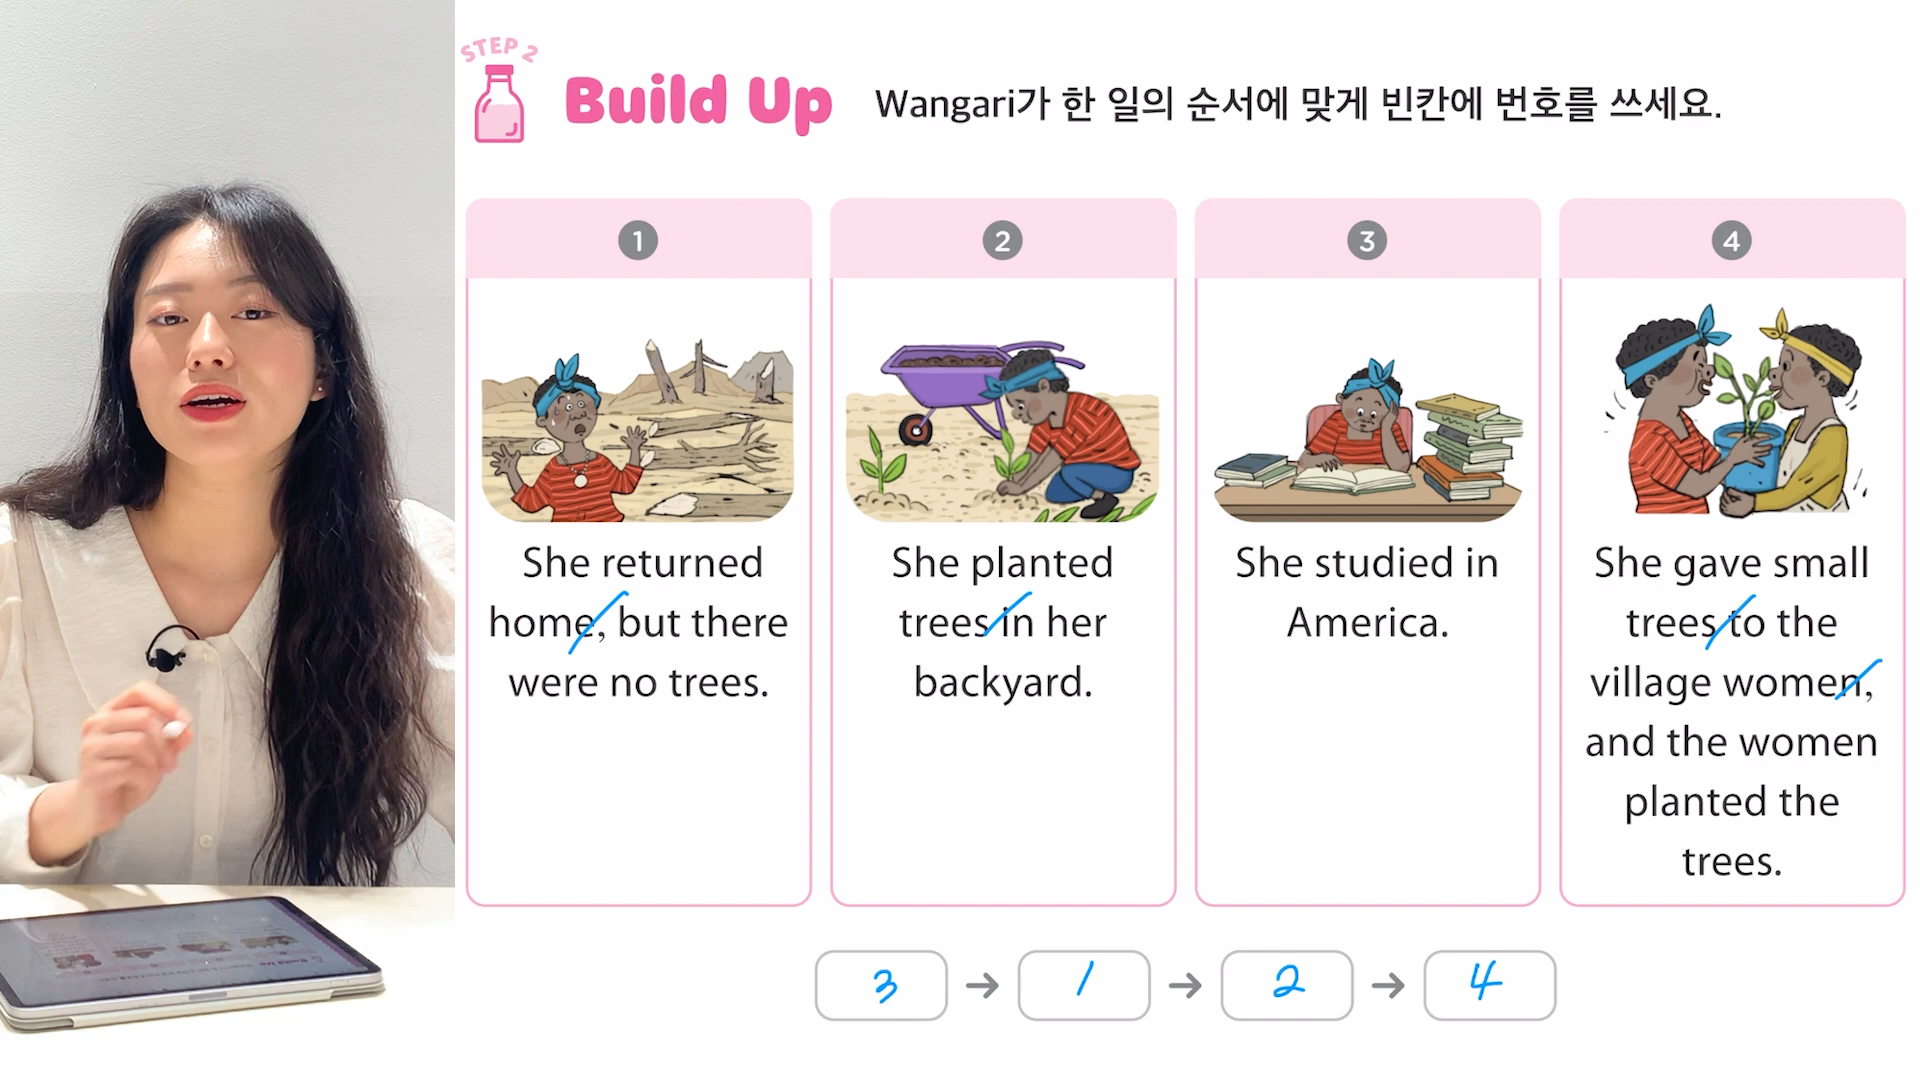 STEP 2
Build Up
Wangari가 한 일의 순서에 맞게 빈칸에 번호를 쓰세요.
1
She returned
home, but there
were no trees.
2
She planted
trees in her
backyard.
3
She studied in
America.
4
She gave small
trees to the
village women,
and the women
planted the
trees.
3 → 1 → 2 → 4